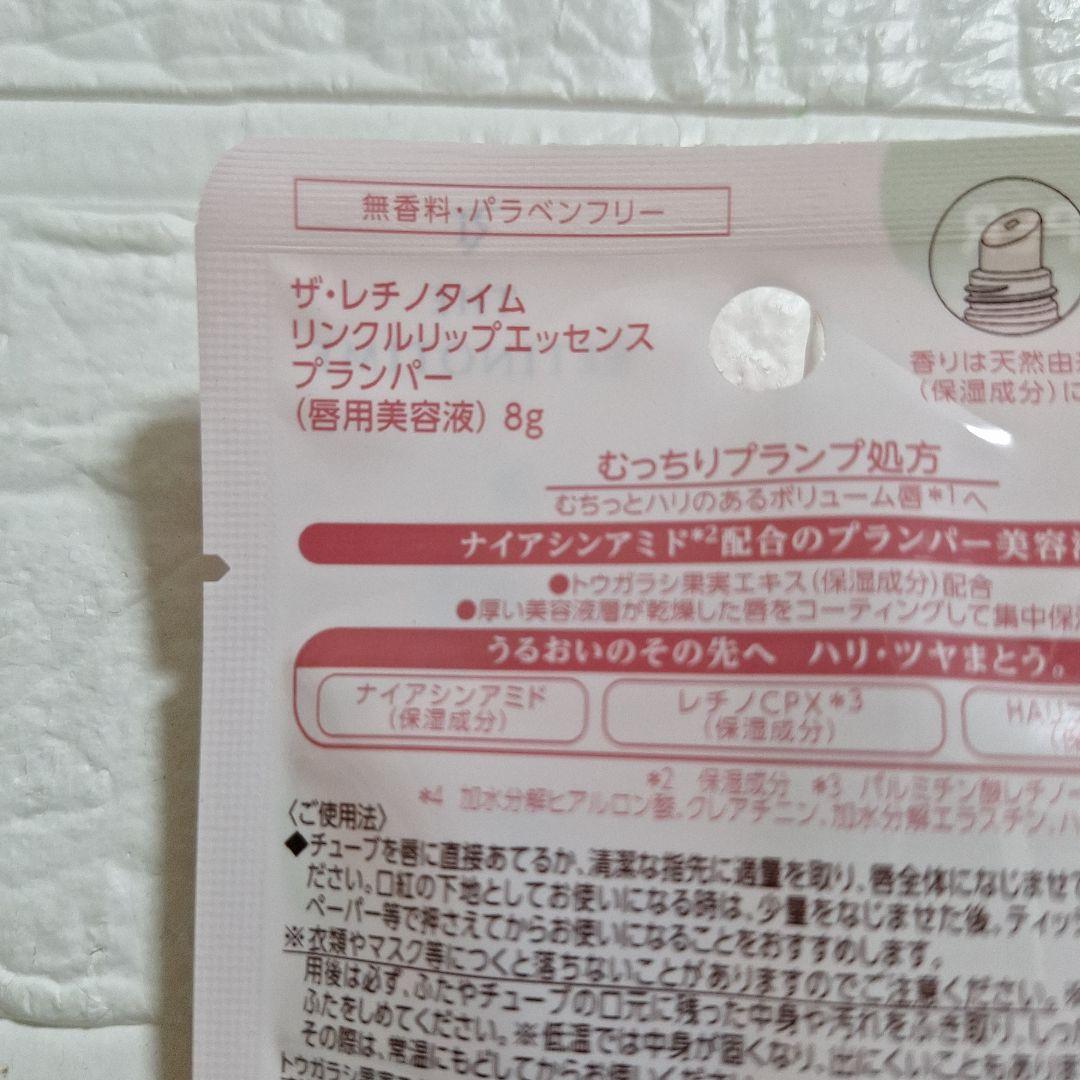 無香料・パラベンフリー
ザ・レチノタイム
リンクルリップエッセンス
プランパー
(唇用美容液) 8g
香りは天然由
(保湿成分)に
むっちりプランプ処方
むちっとハリのあるボリューム唇*1へ
ナイアシンアミド*2配合のプランパー美容
●トウガラシ果実エキス(保湿成分)配合
●厚い美容液層が乾燥した唇をコーティングして集中保
うるおいのその先へ ハリ・ツヤまとう。
ナイアシンアミド
(保湿成分)
レチノCPX*3
(保湿成分)
HAU
*2 保湿成分 *3 パルミチン酸レチノー
*4 加水分解ヒアルロン酸、クレアチニン、加水分解エラスチン、ハ
〈ご使用法〉
◆チューブを唇に直接あてるか、清潔な指先に適量を取り、唇全体になじませて
ださい。口紅の下地としてお使いになる時は、少量をなじませた後、ティッシ
ペーパー等で押さえてからお使いになることをおすすめします。
※衣類やマスク等につくと落ちないことがありますのでご注意ください。※
用後は必ず、ふたやチューブの口元に残った中身や汚れをふき取り、しっ
ふたをしめてください。※低温では中身が固くなり、出にくいこともありま
その際は、常温にもどしてからお使いください。
トウガラシ果実